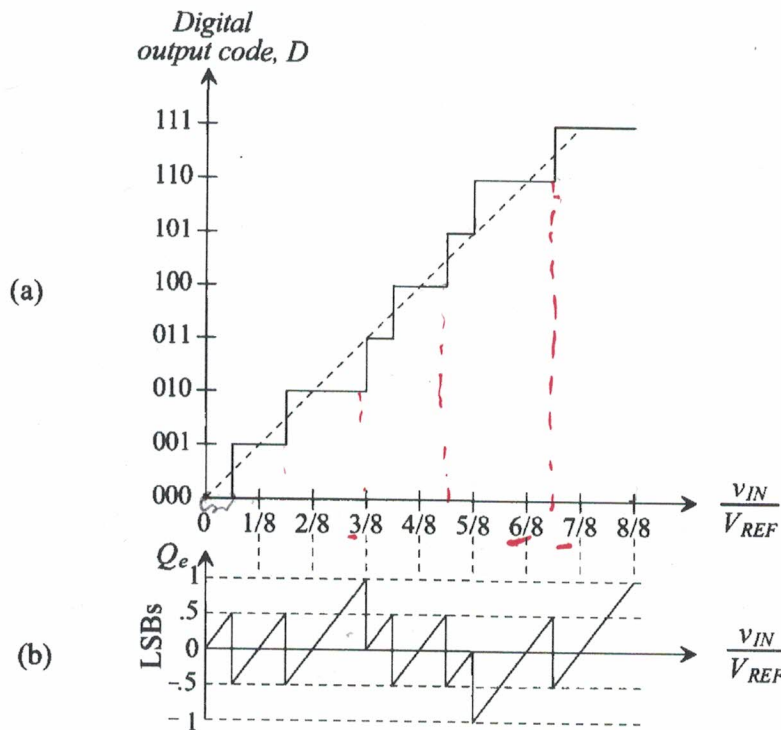 Digital
output code, D
111
110
101
(a)
100
011
010
001
000
0 1/8 2/8 3/8 4/8 5/8 6/8 7/8 8/8
v_IN
V_REF
Q_e
1
.5
(b)
LSBs
0
-.5
-1
v_IN
V_REF